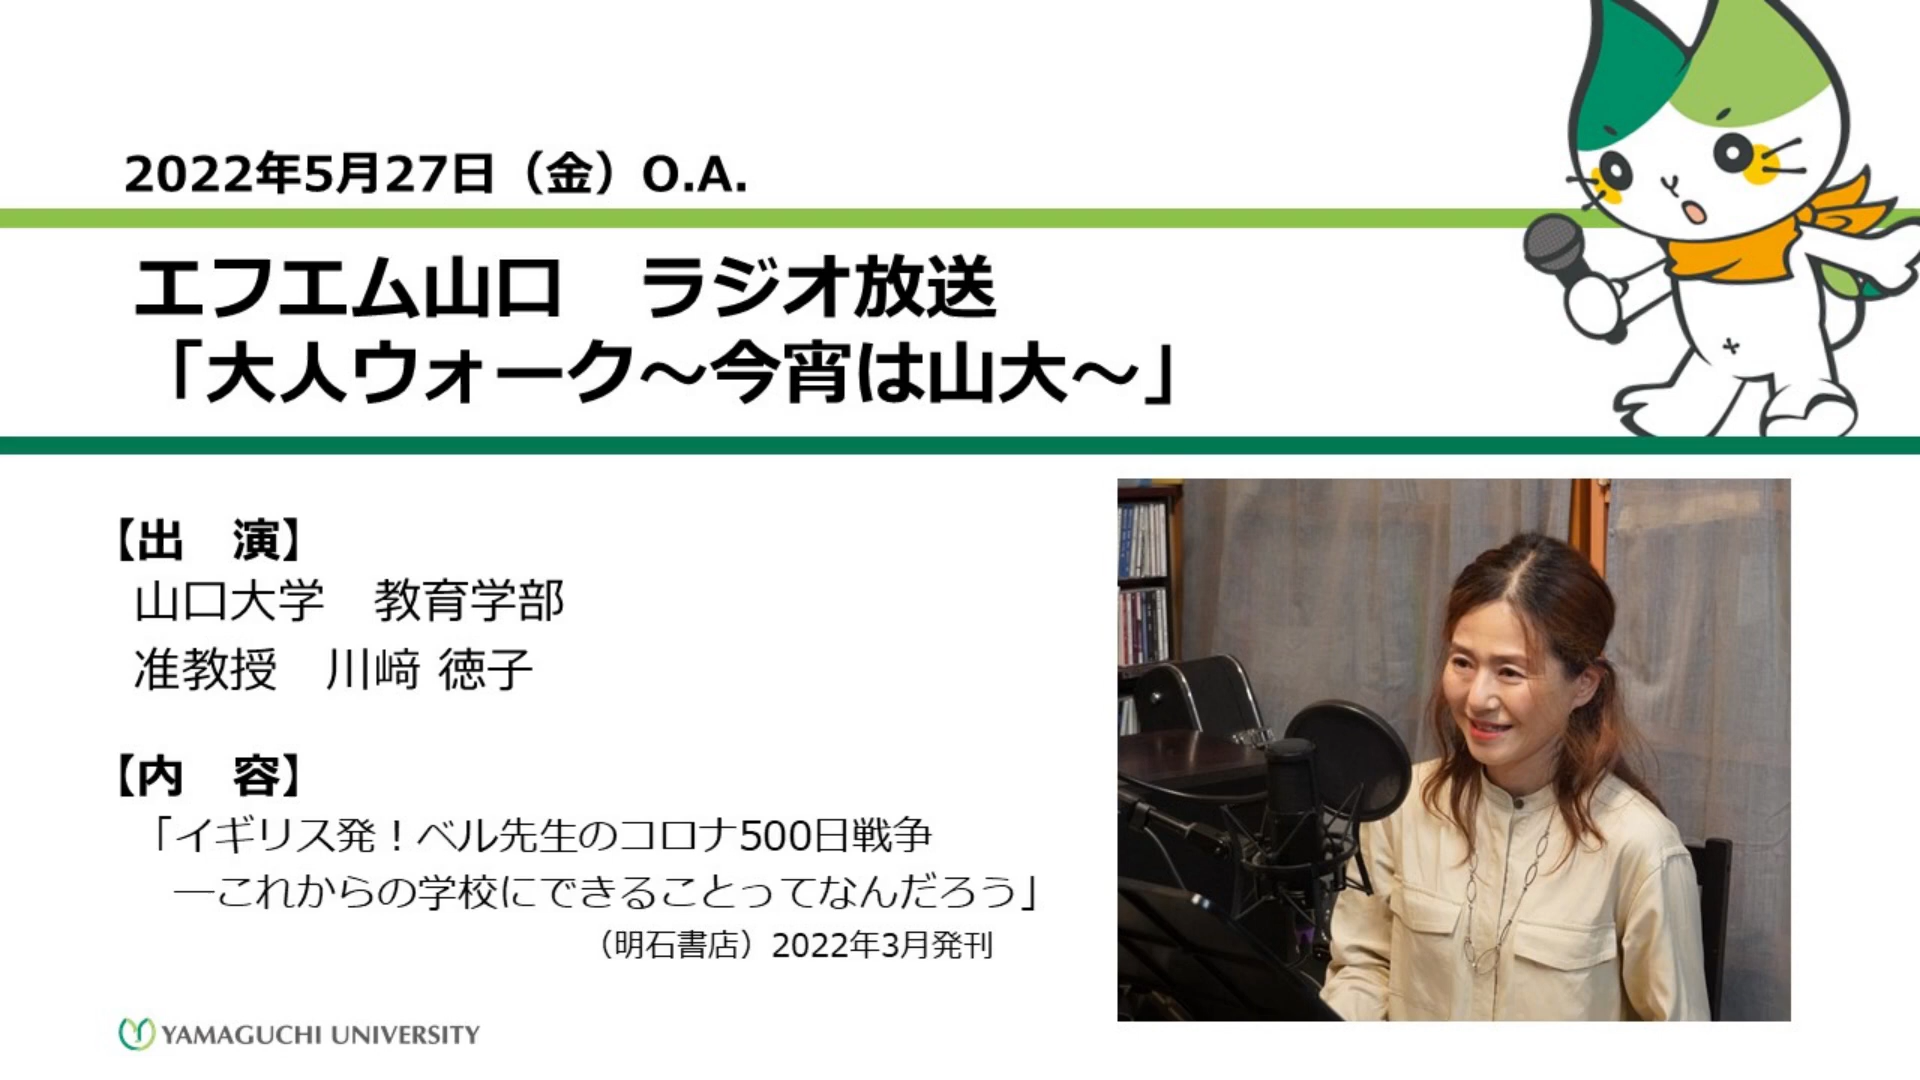 2022年5月27日（金）O.A.
エフエム山口　ラジオ放送
「大人ウォーク～今宵は山大～」
【出　演】
山口大学　教育学部
准教授　川﨑 徳子
【内　容】
「イギリス発！ベル先生のコロナ500日戦争
―これからの学校にできることってなんだろう」
（明石書店）2022年3月発刊
YAMAGUCHI UNIVERSITY